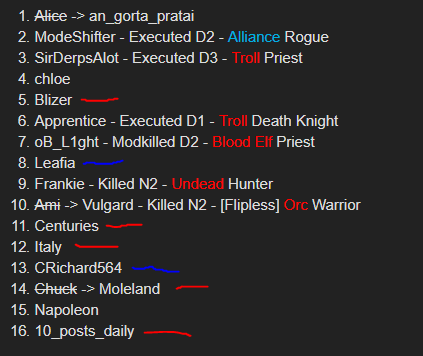 1. Alice -> an_gorta_pratai
2. ModeShifter - Executed D2 - Alliance Rogue
3. SirDerpsAlot - Executed D3 - Troll Priest
4. chloe
5. Blizer
6. Apprentice - Executed D1 - Troll Death Knight
7. oB_L1ght - Modkilled D2 - Blood Elf Priest
8. Leafia
9. Frankie - Killed N2 - Undead Hunter
10. Ami -> Vulgard - Killed N2 - [Flipless] Orc Warrior
11. Centuries
12. Italy
13. CRichard564
14. Chuck -> Moleland
15. Napoleon
16. 10_posts_daily